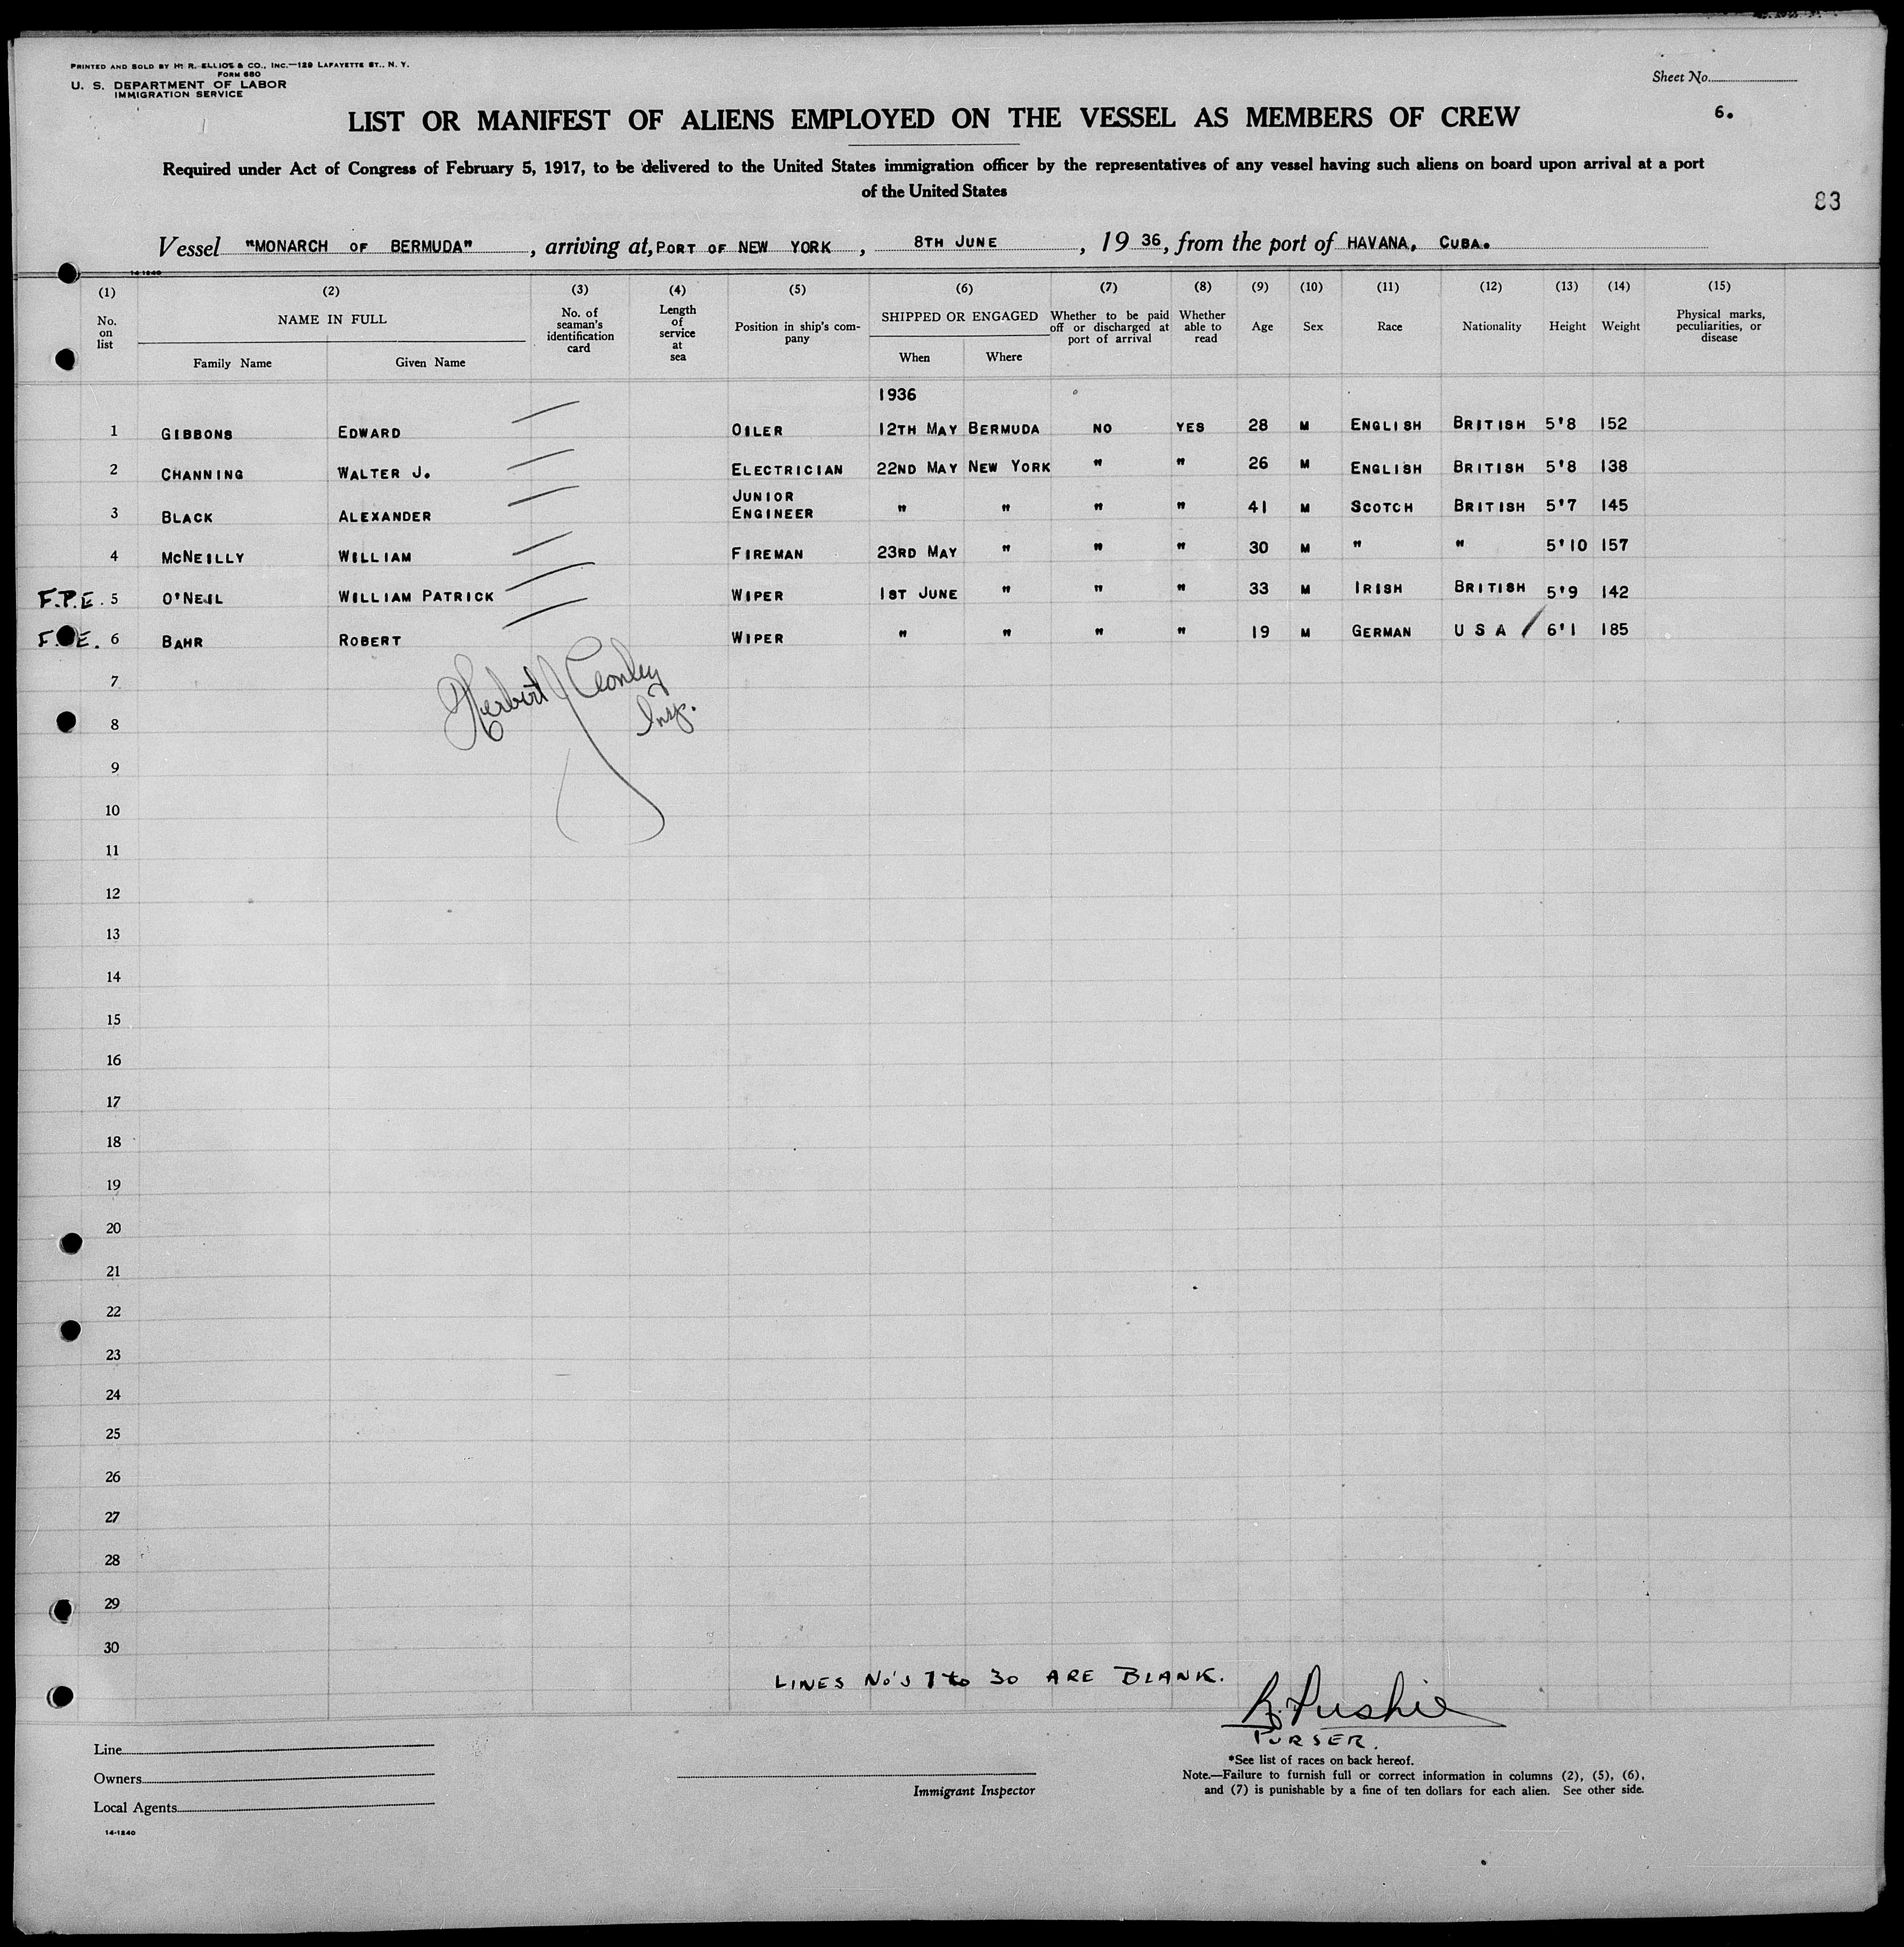 PRINTED AND SOLD BY H. R. ELLIOT & CO., INC.—129 LAFAYETTE ST., N. Y.
FORM 680
U. S. DEPARTMENT OF LABOR
IMMIGRATION SERVICE
Sheet No.
6.
LIST OR MANIFEST OF ALIENS EMPLOYED ON THE VESSEL AS MEMBERS OF CREW
Required under Act of Congress of February 5, 1917, to be delivered to the United States immigration officer by the representatives of any vessel having such aliens on board upon arrival at a port
of the United States
83
Vessel "MONARCH OF BERMUDA", arriving at, PORT OF NEW YORK, 8TH JUNE, 1936, from the port of HAVANA, CUBA.
14-1240
(1) (2) (3) (4) (5) (6) (7) (8) (9) (10) (11) (12) (13) (14) (15)
No. on list NAME IN FULL Family Name Given Name No. of seaman's identification card Length of service at sea Position in ship's company SHIPPED OR ENGAGED When Where Whether to be paid off or discharged at port of arrival Whether able to read Age Sex Race Nationality Height Weight Physical marks, peculiarities, or disease
1936
1 GIBBONS EDWARD OILER 12TH MAY BERMUDA NO YES 28 M ENGLISH BRITISH 5'8 152
2 CHANNING WALTER J. ELECTRICIAN 22ND MAY NEW YORK " " 26 M ENGLISH BRITISH 5'8 138
3 BLACK ALEXANDER JUNIOR ENGINEER " " " " 41 M SCOTCH BRITISH 5'7 145
4 MCNEILLY WILLIAM FIREMAN 23RD MAY " " " 30 M " " 5'10 157
F.P.E. 5 O'NEIL WILLIAM PATRICK WIPER 1ST JUNE " " " 33 M IRISH BRITISH 5'9 142
F. E. 6 BAHR ROBERT WIPER " " " " 19 M GERMAN U S A 6'1 185
7
Herbert J Conley
Insp.
8
9
10
11
12
13
14
15
16
17
18
19
20
21
22
23
24
25
26
27
28
29
30
LINES No's 7 to 30 ARE BLANK.
Pushie
PURSER.
Line
Owners
Local Agents
14-1240
Immigrant Inspector
*See list of races on back hereof.
Note.—Failure to furnish full or correct information in columns (2), (5), (6),
and (7) is punishable by a fine of ten dollars for each alien. See other side.